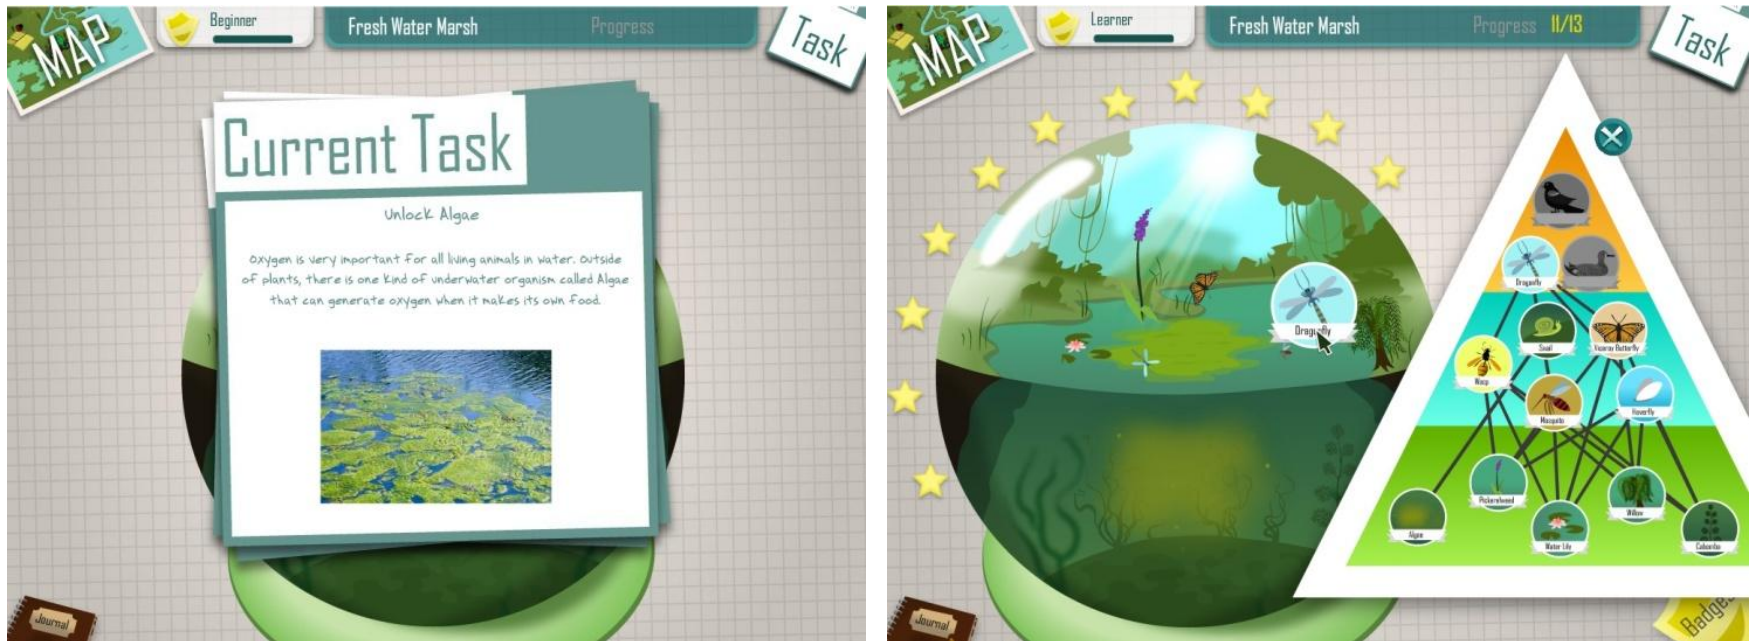 MAP
Beginner
Fresh Water Marsh
Progress
Task
Current Task
Unlock Algae
Oxygen is very important for all living animals in water. Outside
of plants, there is one kind of underwater organism called Algae
that can generate oxygen when it makes its own food.
Journal
MAP
Learner
Fresh Water Marsh
Progress 11/13
Task
Dragonfly
Dragonfly
Snail
Viceroy Butterfly
Wasp
Mosquito
Hoverfly
Pickerelweed
Willow
Algae
Water Lily
Cabomba
Journal
Badges